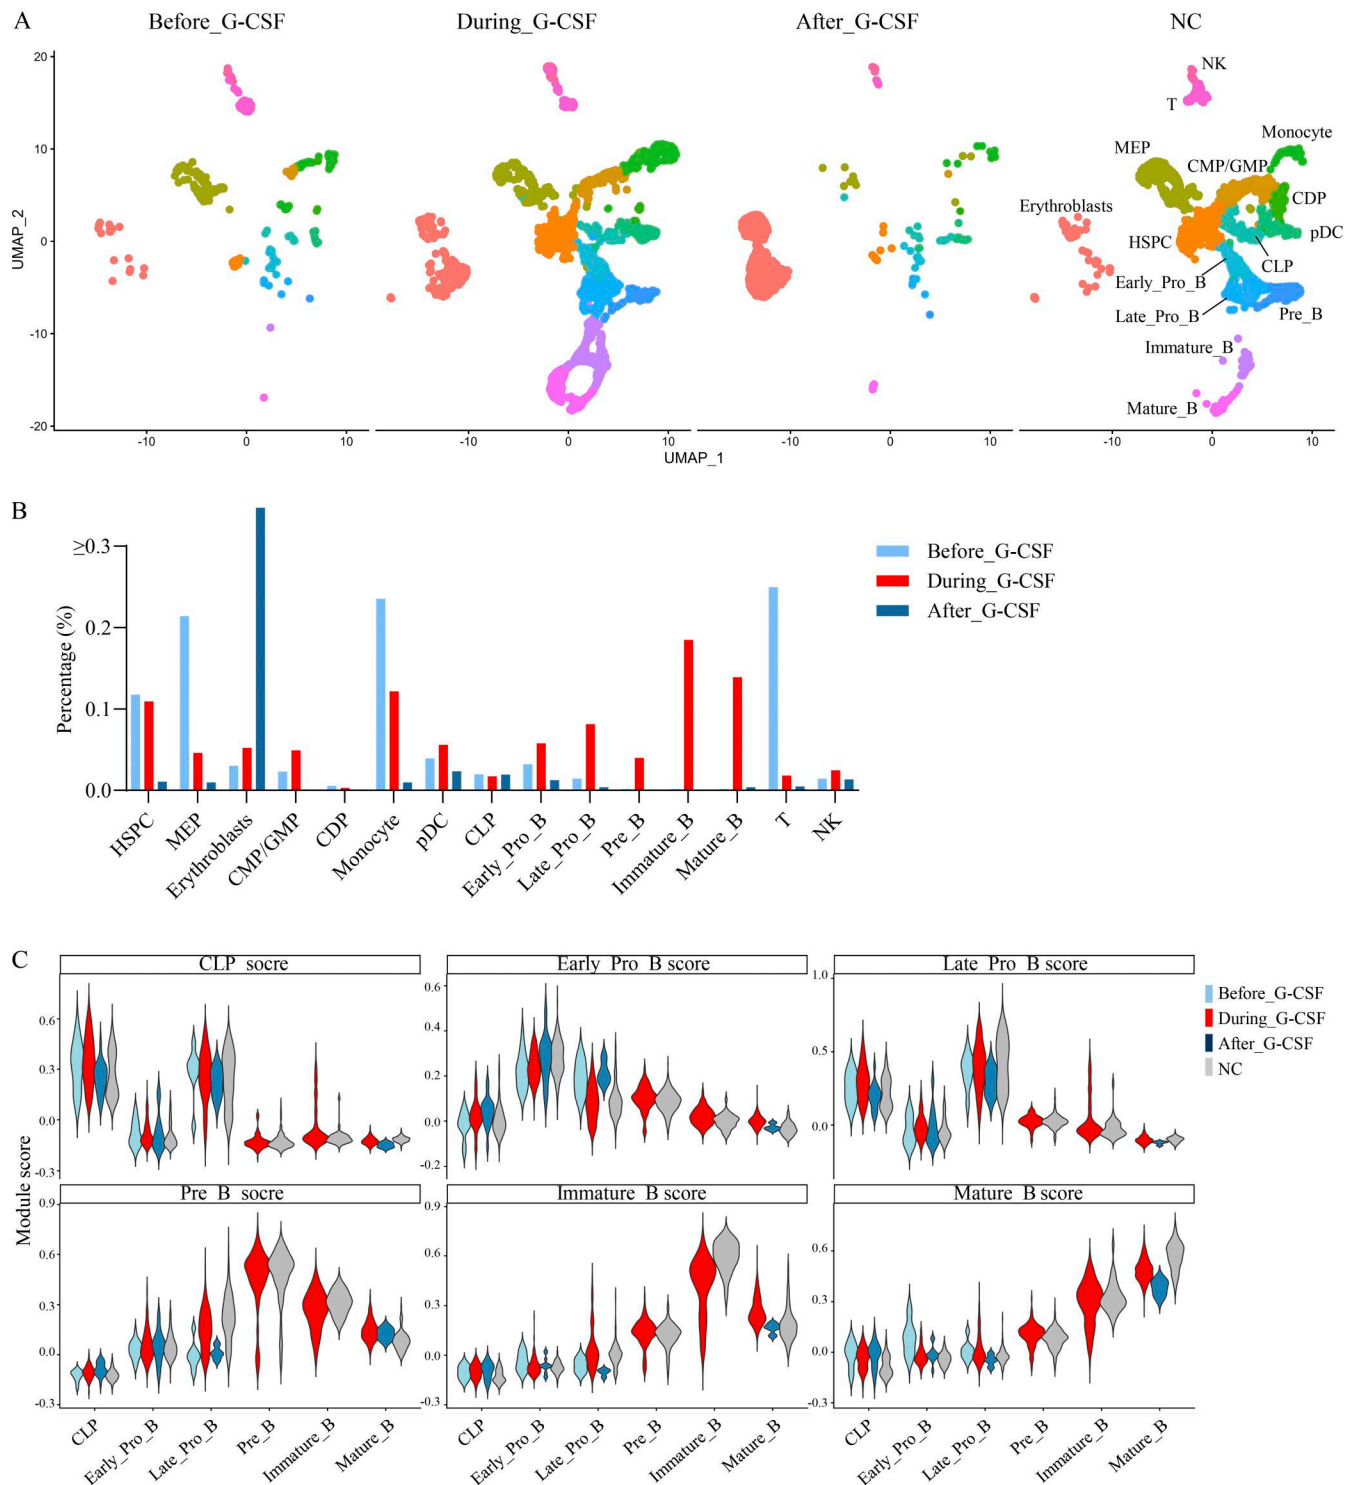 A
Before_G-CSF
During_G-CSF
After_G-CSF
NC
20
10
0
-10
-20
UMAP_2
-10 0 10
-10 0 10
-10 0 10
-10 0 10
UMAP_1
NK
T
Monocyte
MEP
CMP/GMP
CDP
Erythroblasts
pDC
HSPC
CLP
Early_Pro_B
Late_Pro_B
Pre_B
Immature_B
Mature_B
B
≥0.3
0.2
0.1
0.0
Percentage (%)
HSPC
MEP
Erythroblasts
CMP/GMP
CDP
Monocyte
pDC
CLP
Early_Pro_B
Late_Pro_B
Pre_B
Immature_B
Mature_B
T
NK
Before_G-CSF
During_G-CSF
After_G-CSF
C
CLP socre
0.6
0.3
0.0
-0.3
Early Pro B score
0.6
0.4
0.2
0.0
-0.2
Late Pro B score
1.0
0.5
0.0
Before_G-CSF
During_G-CSF
After_G-CSF
NC
Module score
Pre B socre
0.9
0.6
0.3
0.0
-0.3
Immature B score
0.9
0.6
0.3
0.0
-0.3
Mature B score
0.6
0.3
0.0
-0.3
CLP
Early_Pro_B
Late_Pro_B
Pre_B
Immature_B
Mature_B
CLP
Early_Pro_B
Late_Pro_B
Pre_B
Immature_B
Mature_B
CLP
Early_Pro_B
Late_Pro_B
Pre_B
Immature_B
Mature_B